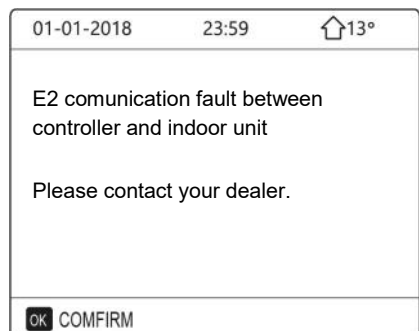 01-01-2018 23:59 13°
E2 comunication fault between
controller and indoor unit
Please contact your dealer.
OK COMFIRM